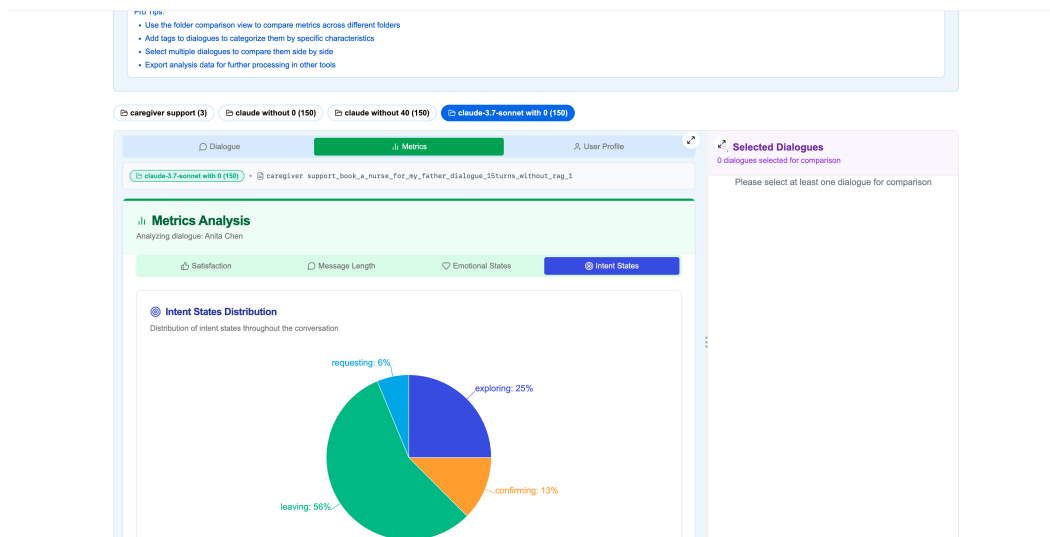 Pro Tips:
• Use the folder comparison view to compare metrics across different folders
• Add tags to dialogues to categorize them by specific characteristics
• Select multiple dialogues to compare them side by side
• Export analysis data for further processing in other tools
caregiver support (3) claude without 0 (150) claude without 40 (150) claude-3.7-sonnet with 0 (150)
Dialogue Metrics User Profile
claude-3.7-sonnet with 0 (150) • caregiver support_book_a_nurse_for_my_father_dialogue_15turns_without_rag_1
Metrics Analysis
Analyzing dialogue: Anita Chen
Satisfaction Message Length Emotional States Intent States
Intent States Distribution
Distribution of intent states throughout the conversation
requesting: 6%
exploring: 25%
confirming: 13%
leaving: 56%
Selected Dialogues
0 dialogues selected for comparison
Please select at least one dialogue for comparison